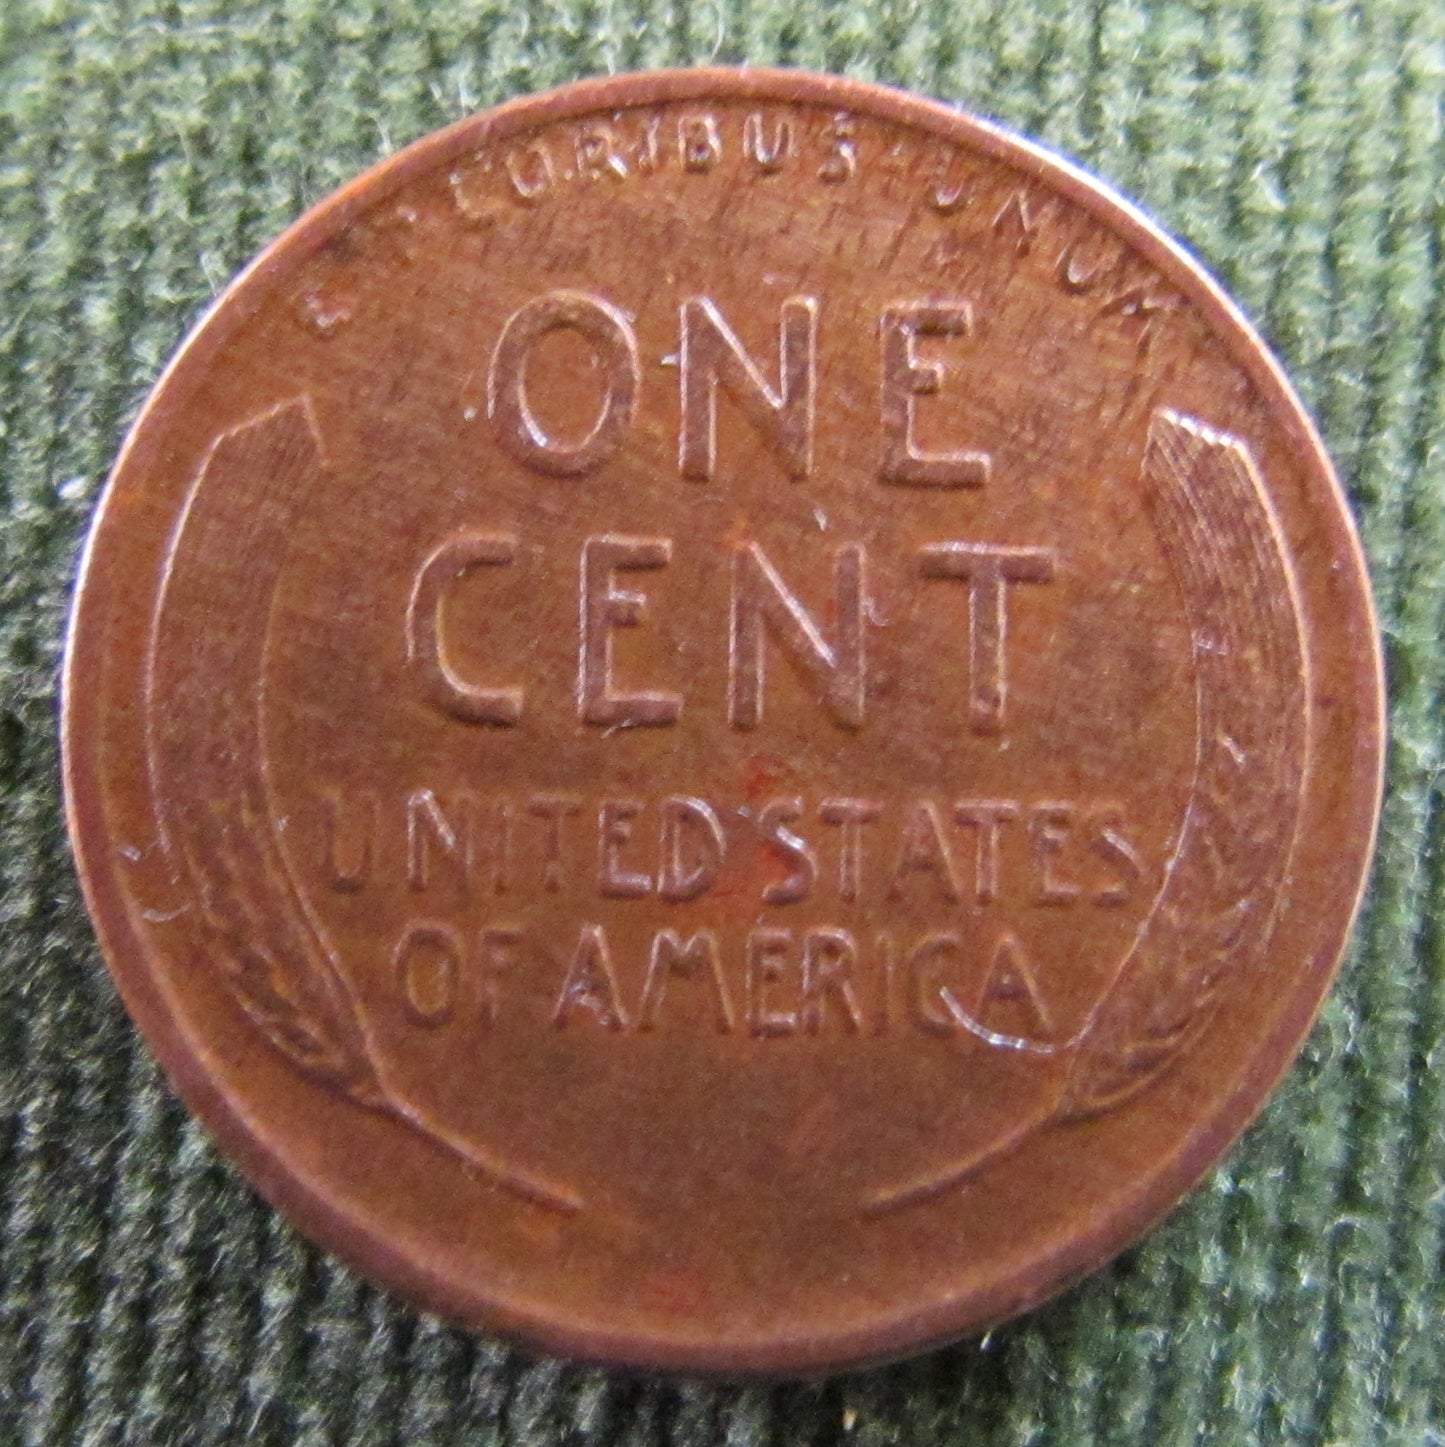 E · PLURIBUS · UNUM
ONE
CENT
UNITED STATES
OF AMERICA